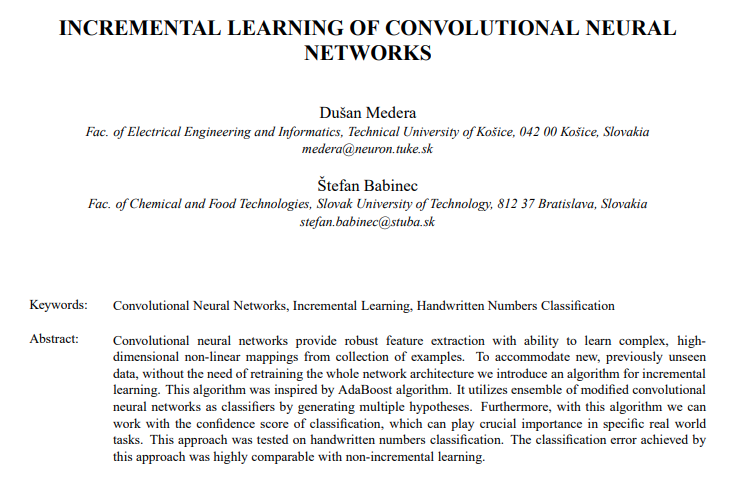 INCREMENTAL LEARNING OF CONVOLUTIONAL NEURAL
NETWORKS
Dušan Medera
Fac. of Electrical Engineering and Informatics, Technical University of Košice, 042 00 Košice, Slovakia
medera@neuron.tuke.sk
Štefan Babinec
Fac. of Chemical and Food Technologies, Slovak University of Technology, 812 37 Bratislava, Slovakia
stefan.babinec@stuba.sk
Keywords: Convolutional Neural Networks, Incremental Learning, Handwritten Numbers Classification
Abstract: Convolutional neural networks provide robust feature extraction with ability to learn complex, high-
dimensional non-linear mappings from collection of examples. To accommodate new, previously unseen
data, without the need of retraining the whole network architecture we introduce an algorithm for incremental
learning. This algorithm was inspired by AdaBoost algorithm. It utilizes ensemble of modified convolutional
neural networks as classifiers by generating multiple hypotheses. Furthermore, with this algorithm we can
work with the confidence score of classification, which can play crucial importance in specific real world
tasks. This approach was tested on handwritten numbers classification. The classification error achieved by
this approach was highly comparable with non-incremental learning.